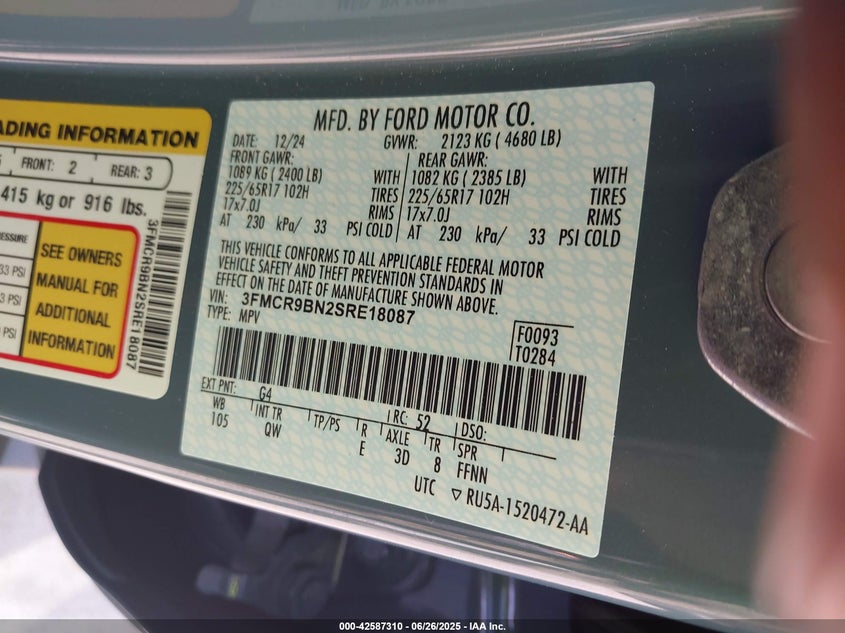 ADING INFORMATION
FRONT: 2
REAR: 3
415 kg or 916 lbs.
33 PSI
3 PSI
PSI
SEE OWNERS
MANUAL FOR
ADDITIONAL
INFORMATION
3FMCR9BN2SRE18087
MFD. BY FORD MOTOR CO.
DATE: 12/24 GVWR: 2123 KG ( 4680 LB)
FRONT GAWR: REAR GAWR:
1089 KG ( 2400 LB) WITH 1082 KG ( 2385 LB) WITH
225/65R17 102H TIRES 225/65R17 102H TIRES
17x7.0J RIMS 17x7.0J RIMS
AT 230 kPa/ 33 PSI COLD AT 230 kPa/ 33 PSI COLD
THIS VEHICLE CONFORMS TO ALL APPLICABLE FEDERAL MOTOR
VEHICLE SAFETY AND THEFT PREVENTION STANDARDS IN
EFFECT ON THE DATE OF MANUFACTURE SHOWN ABOVE.
VIN: 3FMCR9BN2SRE18087
TYPE: MPV
F0093
T0284
EXT PNT: G4 RC: 52 DSO:
WB INT TR TP/PS R AXLE TR SPR
105 QW E 3D 8 FFNN
UTC ▽ RU5A-1520472-AA
000-42587310 - 06/26/2025 - IAA Inc.